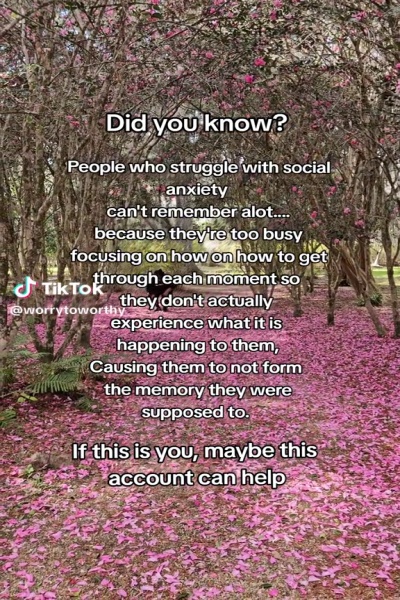 Did you know?
People who struggle with social
anxiety
can't remember alot....
because they're too busy
focusing on how on how to get
through each moment so
they don't actually
experience what it is
happening to them,
Causing them to not form
the memory they were
supposed to.
If this is you, maybe this
account can help
TikTok
@worrytoworthy